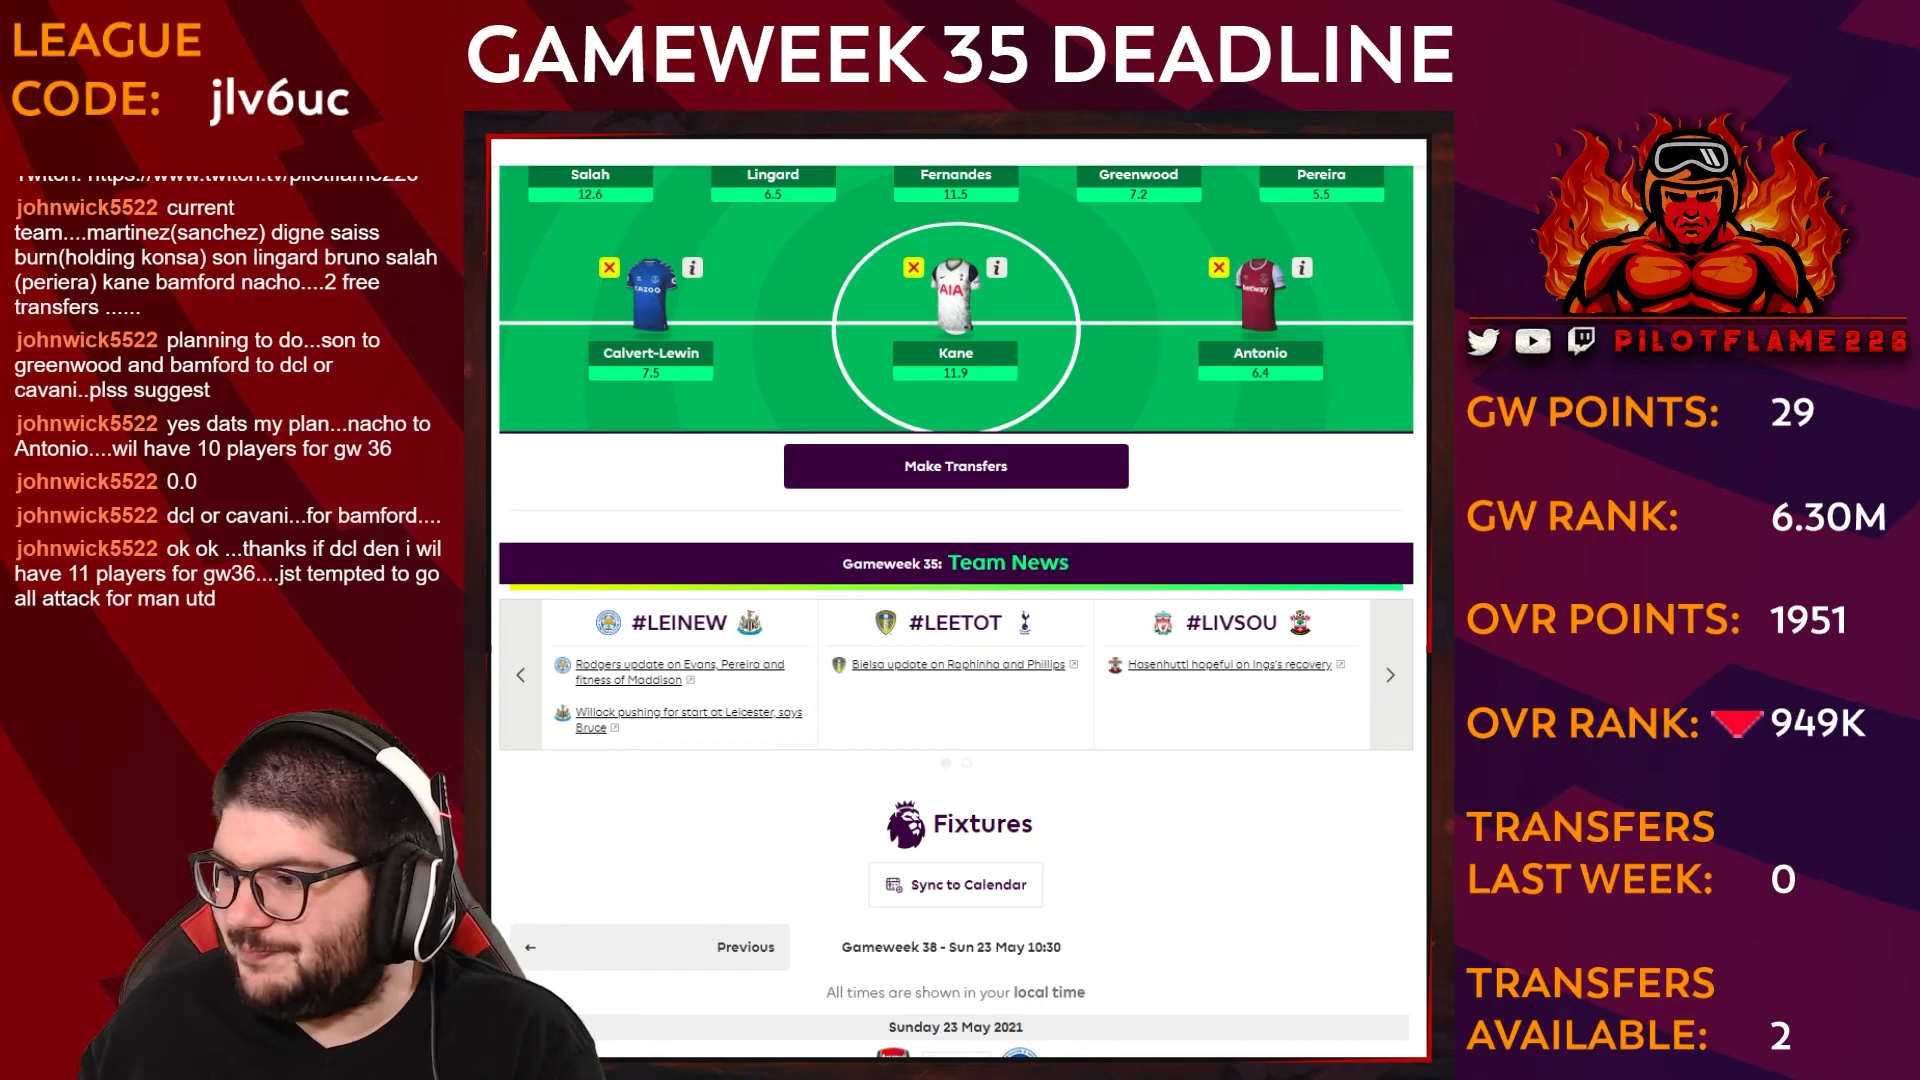 LEAGUE
CODE: jlv6uc
GAMEWEEK 35 DEADLINE
Twitch: https://www.twitch.tv/pilotflame226
johnwick5522 current
team....martinez(sanchez) digne saiss
burn(holding konsa) son lingard bruno salah
(periera) kane bamford nacho....2 free
transfers ......
johnwick5522 planning to do...son to
greenwood and bamford to dcl or
cavani..plss suggest
johnwick5522 yes dats my plan...nacho to
Antonio....wil have 10 players for gw 36
johnwick5522 0.0
johnwick5522 dcl or cavani...for bamford....
johnwick5522 ok ok ...thanks if dcl den i wil
have 11 players for gw36....jst tempted to go
all attack for man utd
Salah Lingard Fernandes Greenwood Pereira
12.6 6.5 11.5 7.2 5.5
CAZOO AIA betway
Calvert-Lewin Kane Antonio
7.5 11.9 6.4
Make Transfers
Gameweek 35: Team News
#LEINEW #LEETOT #LIVSOU
Rodgers update on Evans, Pereira and
fitness of Maddison
Willock pushing for start at Leicester, says
Bruce
Bielsa update on Raphinha and Phillips
Hasenhuttl hopeful on Ings's recovery
Fixtures
Sync to Calendar
← Previous Gameweek 38 - Sun 23 May 10:30
All times are shown in your local time
Sunday 23 May 2021
PILOTFLAME226
GW POINTS: 29
GW RANK: 6.30M
OVR POINTS: 1951
OVR RANK: 949K
TRANSFERS
LAST WEEK: 0
TRANSFERS
AVAILABLE: 2